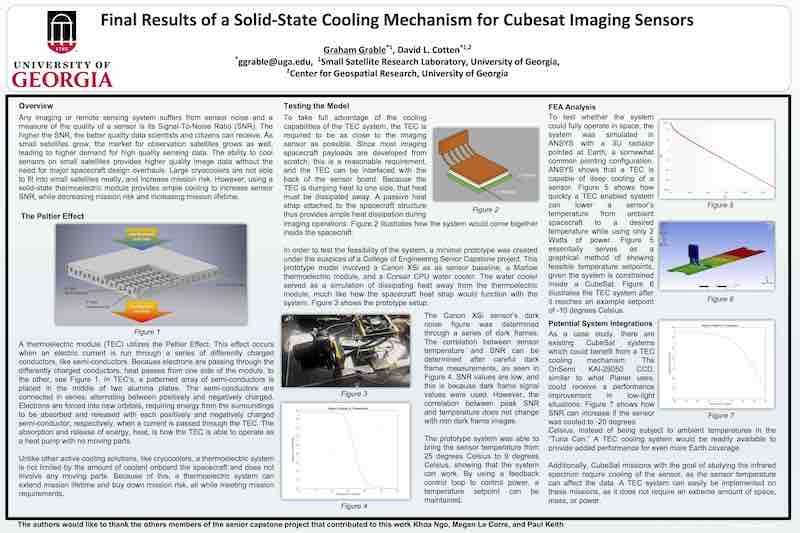 Final Results of a Solid-State Cooling Mechanism for Cubesat Imaging Sensors
Graham Grable*1, David L. Cotten*1,2
*ggrable@uga.edu, 1Small Satellite Research Laboratory, University of Georgia,
2Center for Geospatial Research, University of Georgia
UNIVERSITY OF
GEORGIA
Overview
Any imaging or remote sensing system suffers from sensor noise and a
measure of the quality of a sensor is its Signal-To-Noise Ratio (SNR). The
higher the SNR, the better quality data scientists and citizens can receive. As
small satellites grow, the market for observation satellites grows as well,
leading to higher demand for high quality sensing data. The ability to cool
sensors on small satellites provides higher quality image data without the
need for major spacecraft design overhauls. Large cryocoolers are not able
to fit into small satellites neatly, and increase mission risk. However, using a
solid-state thermoelectric module provides ample cooling to increase sensor
SNR, while decreasing mission risk and increasing mission lifetime.
The Peltier Effect
Figure 1
A thermoelectric module (TEC) utilizes the Peltier Effect. This effect occurs
when an electric current is run through a series of differently charged
conductors, like semi-conductors. When electrons are passing through the
differently charged conductors, heat passes from one side of the module, to
the other, see Figure 1. In TEC's, a patterned array of semi-conductors is
placed in the middle of two alumina plates. The semi-conductors are
connected in series, alternating between positively and negatively charged.
Electrons are forced into new orbitals, requiring energy from the surroundings
to be absorbed and released with each positively and negatively charged
semi-conductor, respectively, when a current is passed through the TEC. The
absorption and release of energy, heat, is how the TEC is able to operate as
a heat pump with no moving parts.
Unlike other active cooling solutions, like cryocoolers, a thermoelectric system
is not limited by the amount of coolant onboard the spacecraft and does not
involve any moving parts. Because of this, a thermoelectric system can
extend mission lifetime and buy down mission risk, all while meeting mission
requirements.
Testing the Model
To take full advantage of the cooling
capabilities of the TEC system, the TEC is
required to be as close to the imaging
sensor as possible. Since most imaging
spacecraft payloads are developed from
scratch, this is a reasonable requirement,
and the TEC can be interfaced with the
back of the sensor board. Because the
TEC is dumping heat to one side, that heat
must be dissipated away. A passive heat
strap attached to the spacecraft structure
thus provides ample heat dissipation during
imaging operations. Figure 2 illustrates how the system would come together
inside the spacecraft.
Figure 2
In order to test the feasibility of the system, a minimal prototype was created
under the auspices of a College of Engineering Senior Capstone project. This
prototype model involved a Canon XSi as as sensor baseline, a Marlow
thermoelectric module, and a Corsair CPU water cooler. The water cooler
served as a simulation of dissipating heat away from the thermoelectric
module, much like how the spacecraft heat strap would function with the
system. Figure 3 shows the prototype setup.
Figure 3
The Canon XSi sensor's dark
noise figure was determined
through a series of dark frames.
The correlation between sensor
temperature and SNR can be
determined after careful dark
frame measurements, as seen in
Figure 4. SNR values are low, and
this is because dark frame signal
values were used. However, the
correlation between peak SNR
and temperature does not change
with non dark frame images.
The prototype system was able to
bring the sensor temperature from
25 degrees Celsius to 9 degrees
Celsius, showing that the system
can work. By using a feedback
control loop to control power, a
temperature setpoint can be
maintained.
Figure 4
FEA Analysis
To test whether the system
could fully operate in space, the
system was simulated in
ANSYS with a 3U radiator
pointed at Earth, a somewhat
common pointing configuration.
ANSYS shows that a TEC is
capable of deep cooling of a
sensor. Figure 5 shows how
quickly a TEC enabled system
can lower a sensor's
temperature from ambient
spacecraft to a desired
temperature while using only 2
Watts of power. Figure 5
essentially serves as a
graphical method of showing
feasible temperature setpoints,
given the system is constrained
inside a CubeSat. Figure 6
illustrates the TEC system after
it reaches an example setpoint
of -10 degrees Celsius.
Figure 5
Figure 6
Potential System Integrations
As a case study, there are
existing CubeSat systems
which could benefit from a TEC
cooling mechanism. The
OnSemi KAI-29050 CCD,
similar to what Planet uses,
could receive a performance
improvement in low-light
situations. Figure 7 shows how
SNR can increase if the sensor
was cooled to -20 degrees
Celsius, instead of being subject to ambient temperatures in the
"Tuna Can." A TEC cooling system would be readily available to
provide added performance for even more Earth coverage.
Figure 7
Additionally, CubeSat missions with the goal of studying the infrared
spectrum require cooling of the sensor, as the sensor temperature
can affect the data. A TEC system can easily be implemented on
these missions, as it does not require an extreme amount of space,
mass, or power.
The authors would like to thank the others members of the senior capstone project that contributed to this work Khoa Ngo, Megan Le Corre, and Paul Keith